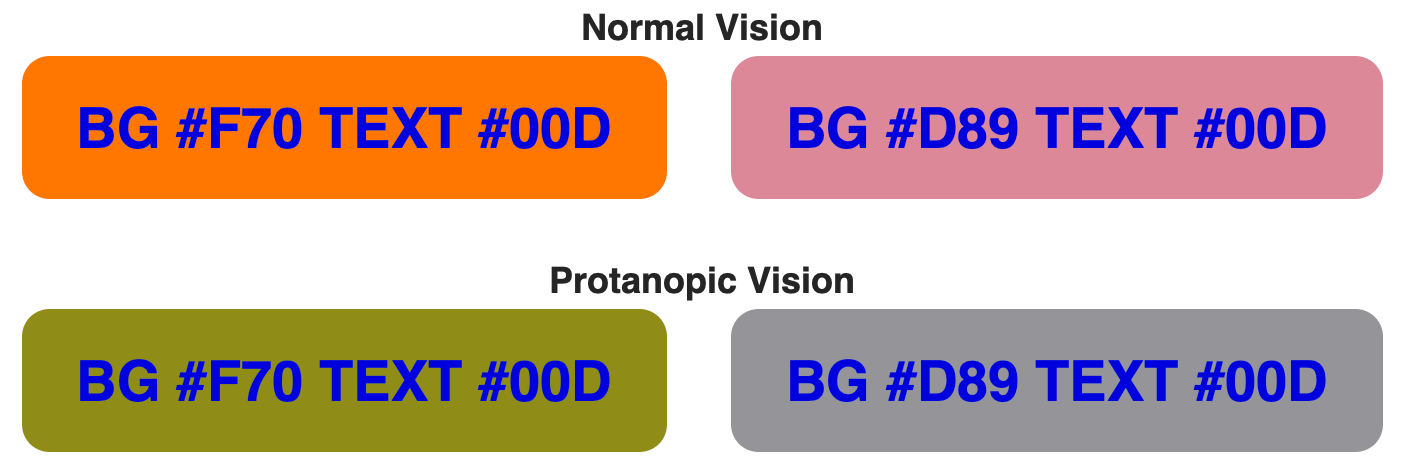 Normal Vision
BG #F70 TEXT #00D
BG #D89 TEXT #00D
Protanopic Vision
BG #F70 TEXT #00D
BG #D89 TEXT #00D